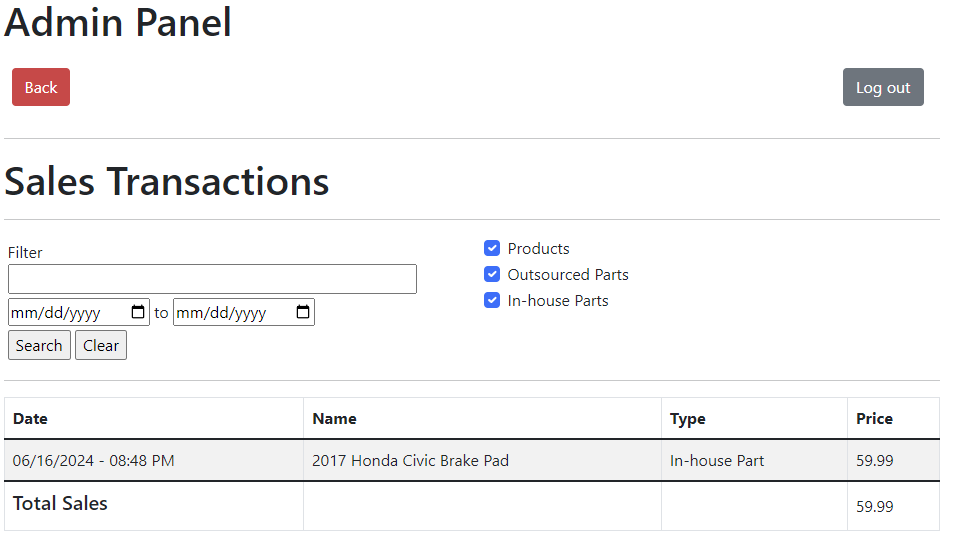 Admin Panel
Back Log out
Sales Transactions
Filter
Products
Outsourced Parts
In-house Parts
mm/dd/yyyy to mm/dd/yyyy
Search Clear
Date Name Type Price
06/16/2024 - 08:48 PM 2017 Honda Civic Brake Pad In-house Part 59.99
Total Sales 59.99